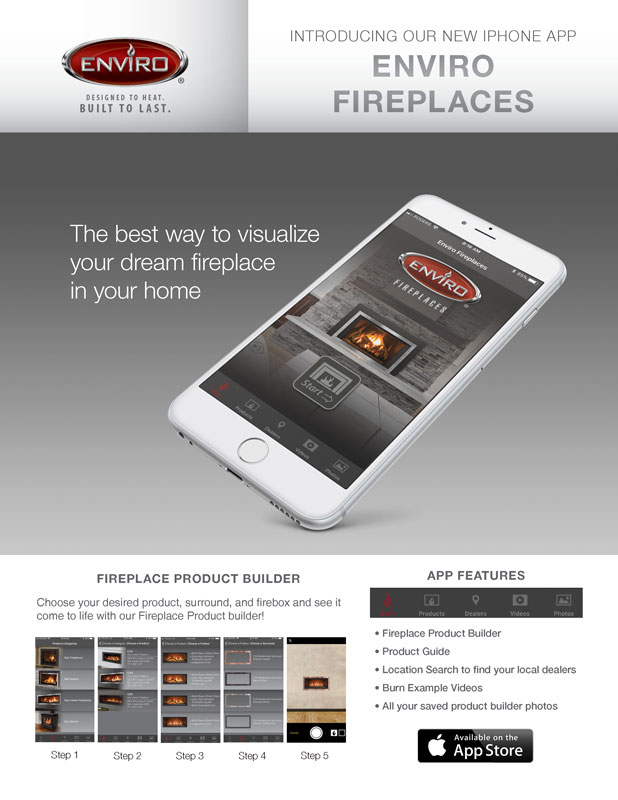 ENVIRO
®
DESIGNED TO HEAT.
BUILT TO LAST.
INTRODUCING OUR NEW IPHONE APP
ENVIRO
FIREPLACES
The best way to visualize
your dream fireplace
in your home
ROGERS
8:16 AM
85%
Enviro Fireplaces
ENVIRO
®
FIREPLACES
Start
Products
Dealers
Videos
Photos
FIREPLACE PRODUCT BUILDER
Choose your desired product, surround, and firebox and see it
come to life with our Fireplace Product builder!
Step 1
Step 2
Step 3
Step 4
Step 5
APP FEATURES
Products Dealers Videos Photos
• Fireplace Product Builder
• Product Guide
• Location Search to find your local dealers
• Burn Example Videos
• All your saved product builder photos
Available on the
App Store